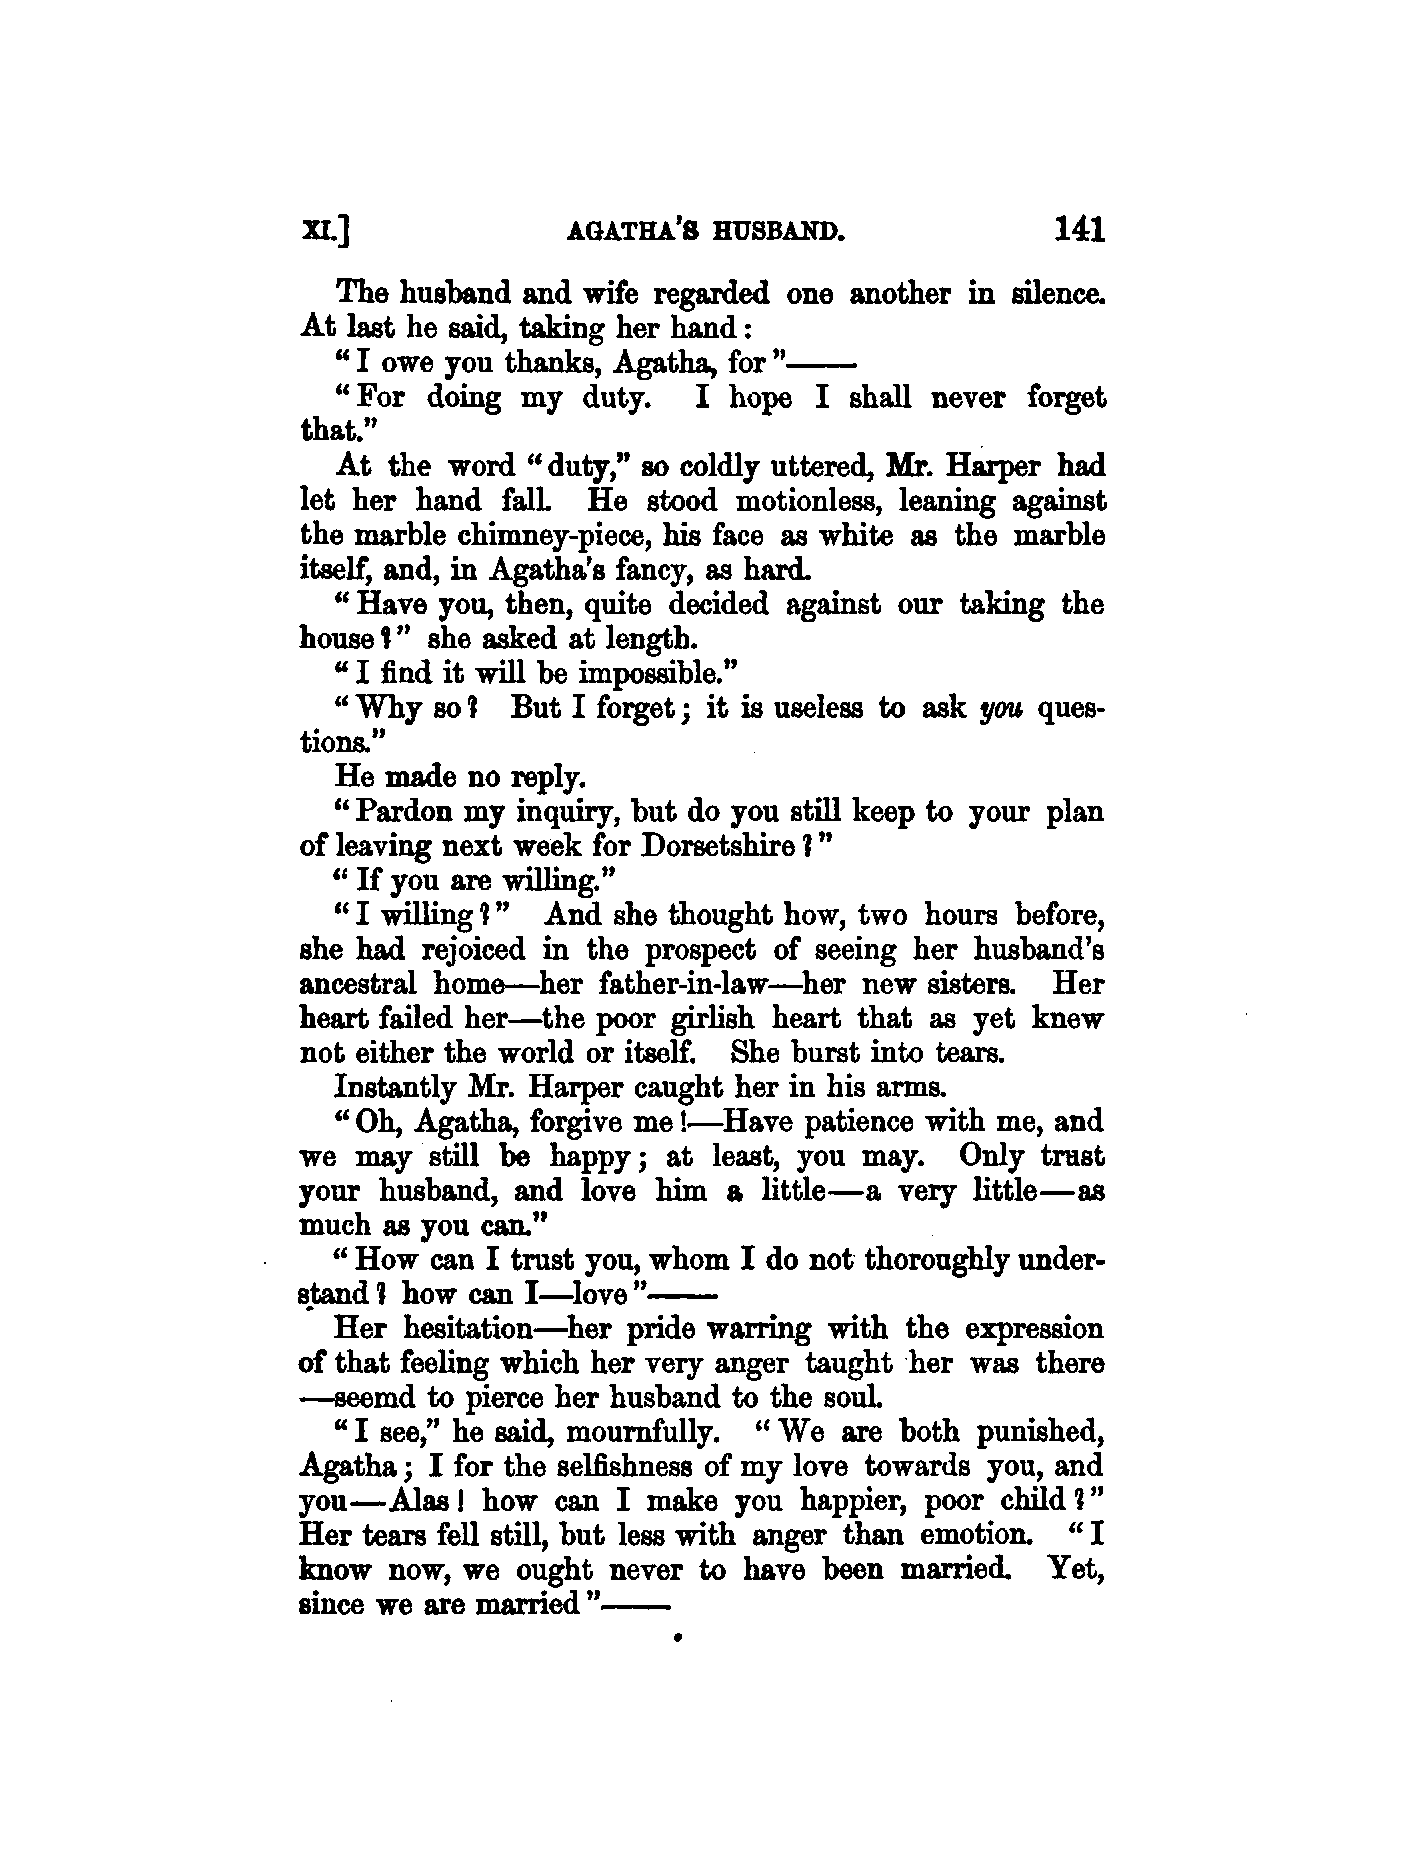 XI.] AGATHA'S HUSBAND. 141
The husband and wife regarded one another in silence.
At last he said, taking her hand:
"I owe you thanks, Agatha, for"——
"For doing my duty. I hope I shall never forget
that."
At the word "duty," so coldly uttered, Mr. Harper had
let her hand fall. He stood motionless, leaning against
the marble chimney-piece, his face as white as the marble
itself, and, in Agatha's fancy, as hard.
"Have you, then, quite decided against our taking the
house?" she asked at length.
"I find it will be impossible."
"Why so? But I forget; it is useless to ask you ques-
tions."
He made no reply.
"Pardon my inquiry, but do you still keep to your plan
of leaving next week for Dorsetshire?"
"If you are willing."
"I willing?" And she thought how, two hours before,
she had rejoiced in the prospect of seeing her husband's
ancestral home—her father-in-law—her new sisters. Her
heart failed her—the poor girlish heart that as yet knew
not either the world or itself. She burst into tears.
Instantly Mr. Harper caught her in his arms.
"Oh, Agatha, forgive me!—Have patience with me, and
we may still be happy; at least, you may. Only trust
your husband, and love him a little—a very little—as
much as you can."
"How can I trust you, whom I do not thoroughly under-
stand? how can I—love"——
Her hesitation—her pride warring with the expression
of that feeling which her very anger taught her was there
—seemd to pierce her husband to the soul.
"I see," he said, mournfully. "We are both punished,
Agatha; I for the selfishness of my love towards you, and
you—Alas! how can I make you happier, poor child?"
Her tears fell still, but less with anger than emotion. "I
know now, we ought never to have been married. Yet,
since we are married"——